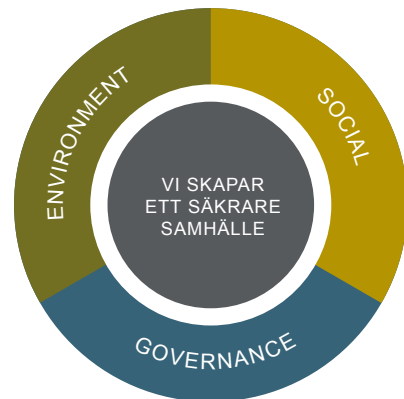 ENVIRONMENT
SOCIAL
VI SKAPAR
ETT SÄKRARE
SAMHÄLLE
GOVERNANCE